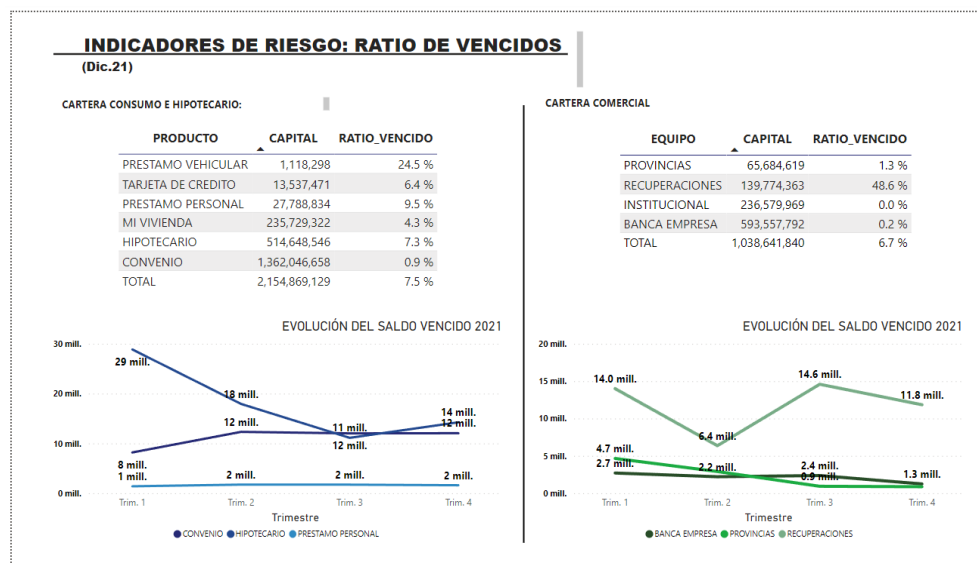 INDICADORES DE RIESGO: RATIO DE VENCIDOS
(Dic.21)
CARTERA CONSUMO E HIPOTECARIO:
PRODUCTO CAPITAL RATIO_VENCIDO
PRESTAMO VEHICULAR 1,118,298 24.5 %
TARJETA DE CREDITO 13,537,471 6.4 %
PRESTAMO PERSONAL 27,788,834 9.5 %
MI VIVIENDA 235,729,322 4.3 %
HIPOTECARIO 514,648,546 7.3 %
CONVENIO 1,362,046,658 0.9 %
TOTAL 2,154,869,129 7.5 %
EVOLUCIÓN DEL SALDO VENCIDO 2021
30 mill.
20 mill.
10 mill.
0 mill.
29 mill.
18 mill.
11 mill.
14 mill.
8 mill.
12 mill.
12 mill.
12 mill.
1 mill.
2 mill.
2 mill.
2 mill.
Trim. 1 Trim. 2 Trim. 3 Trim. 4
Trimestre
CONVENIO HIPOTECARIO PRESTAMO PERSONAL
CARTERA COMERCIAL
EQUIPO CAPITAL RATIO_VENCIDO
PROVINCIAS 65,684,619 1.3 %
RECUPERACIONES 139,774,363 48.6 %
INSTITUCIONAL 236,579,969 0.0 %
BANCA EMPRESA 593,557,792 0.2 %
TOTAL 1,038,641,840 6.7 %
EVOLUCIÓN DEL SALDO VENCIDO 2021
20 mill.
15 mill.
10 mill.
5 mill.
0 mill.
14.0 mill.
6.4 mill.
14.6 mill.
11.8 mill.
4.7 mill.
2.7 mill.
2.2 mill.
2.4 mill.
0.9 mill.
1.3 mill.
Trim. 1 Trim. 2 Trim. 3 Trim. 4
Trimestre
BANCA EMPRESA PROVINCIAS RECUPERACIONES